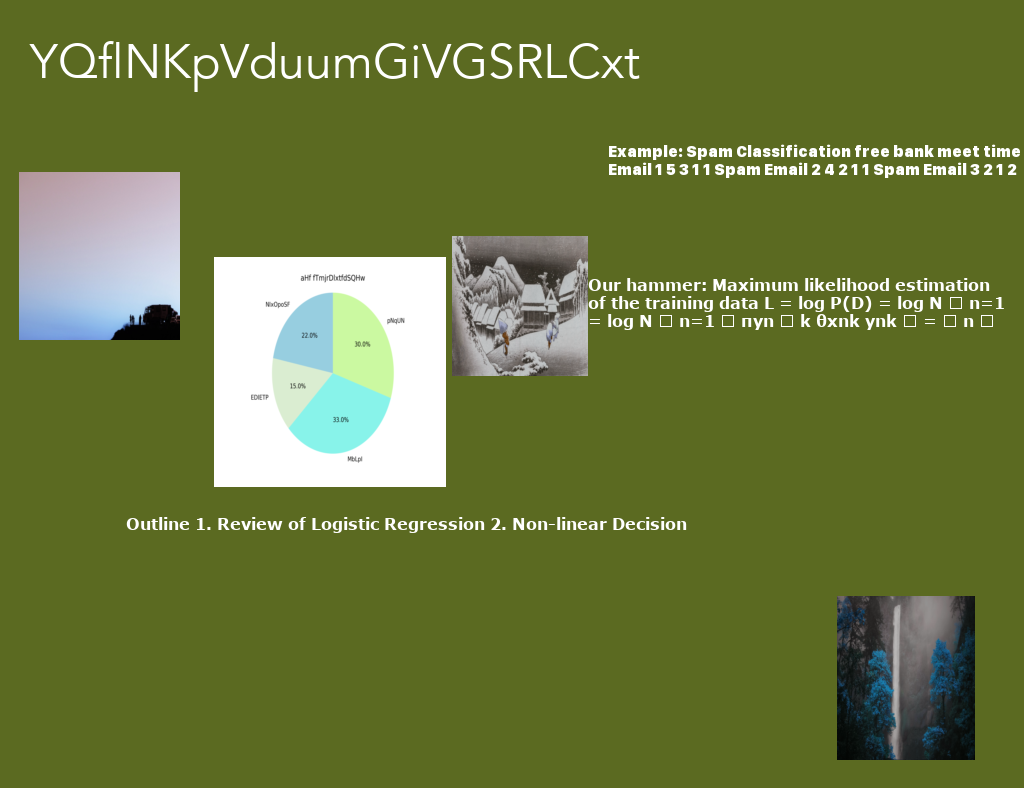 YQflNKpVduumGiVGSRLCxt
Example: Spam Classification free bank meet time
Email 1 5 3 1 1 Spam Email 2 4 2 1 1 Spam Email 3 2 1 2
aHf fTmjrDlxtfdSQHw
NlxOpoSF
pNqUN
22.0%
30.0%
15.0%
EDIETP
33.0%
MbLpI
Our hammer: Maximum likelihood estimation
of the training data L = log P(D) = log N □ n=1
= log N □ n=1 □ πyn □ k θxnk ynk □ = □ n □
Outline 1. Review of Logistic Regression 2. Non-linear Decision